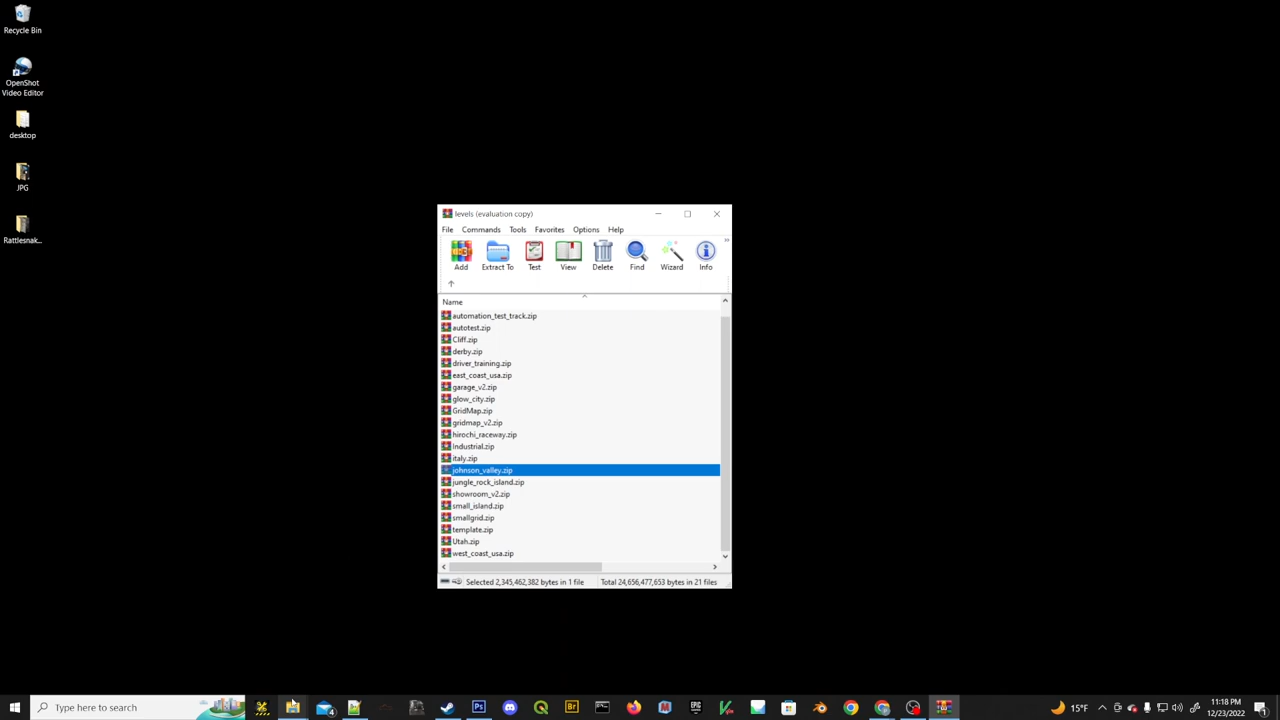 Recycle Bin
OpenShot
Video Editor
desktop
JPG
Rattlesnak...
levels (evaluation copy)
File Commands Tools Favorites Options Help
Add Extract To Test View Delete Find Wizard Info
Name
automation_test_track.zip
autotest.zip
Cliff.zip
derby.zip
driver_training.zip
east_coast_usa.zip
garage_v2.zip
glow_city.zip
GridMap.zip
gridmap_v2.zip
hirochi_raceway.zip
Industrial.zip
italy.zip
johnson_valley.zip
jungle_rock_island.zip
showroom_v2.zip
small_island.zip
smallgrid.zip
template.zip
Utah.zip
west_coast_usa.zip
Selected 2,345,462,382 bytes in 1 file Total 24,656,477,653 bytes in 21 files
Type here to search
Ps
Br
EPIC
GAMES
15°F
11:18 PM
12/23/2022